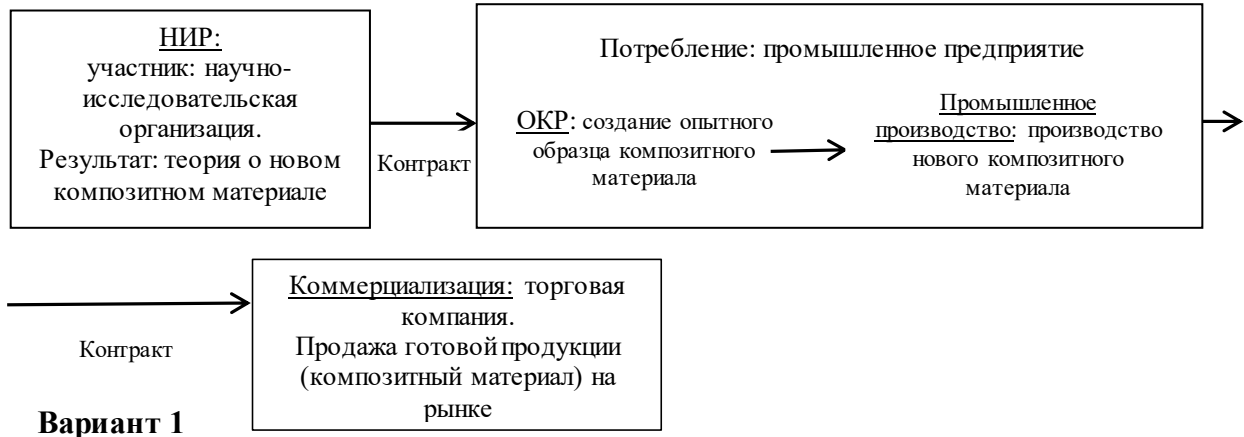 НИР:
участник: научно-
исследовательская
организация.
Результат: теория о новом
композитном материале
Контракт
Потребление: промышленное предприятие
ОКР: создание опытного
образца композитного
материала
Промышленное
производство: производство
нового композитного
материала
Контракт
Коммерциализация: торговая
компания.
Продажа готовой продукции
(композитный материал) на
рынке
Вариант 1